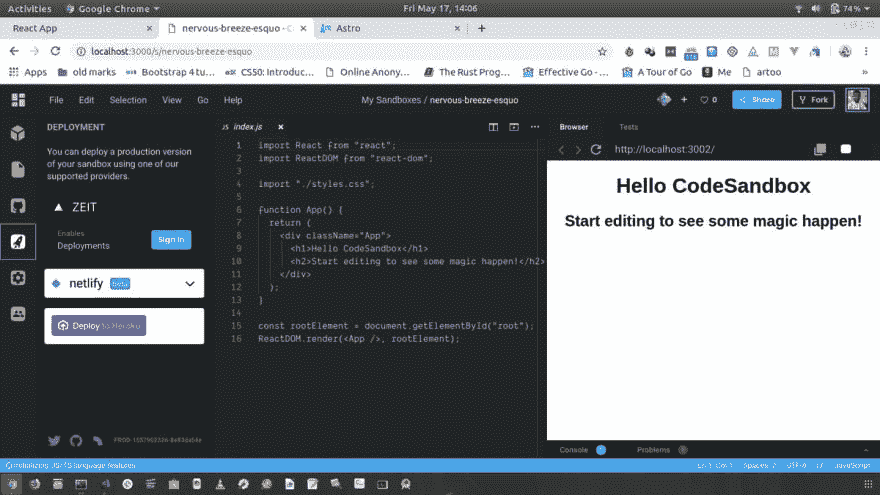 Activities Google Chrome Fri May 17, 14:06 74%
React App nervous-breeze-esquo - C Astro
localhost:3000/s/nervous-breeze-esquo
Apps old marks Bootstrap 4 tu... CS50: Introduc... Online Anony... The Rust Prog... Effective Go -... A Tour of Go Me artoo »
File Edit Selection View Go Help My Sandboxes / nervous-breeze-esquo + 0 Share Fork
DEPLOYMENT
You can deploy a production version
of your sandbox using one of our
supported providers.
ZEIT
Enables
Deployments
Sign In
netlify beta
Deploy to Heroku
JS index.js
1 import React from "react";
2 import ReactDOM from "react-dom";
3
4 import "./styles.css";
5
6 function App() {
7 return (
8 <div className="App">
9 <h1>Hello CodeSandbox</h1>
10 <h2>Start editing to see some magic happen!</h2>
11 </div>
12 );
13 }
14
15 const rootElement = document.getElementById("root");
16 ReactDOM.render(<App />, rootElement);
Browser Tests
http://localhost:3002/
Hello CodeSandbox
Start editing to see some magic happen!
Console Problems 0
JavaScript